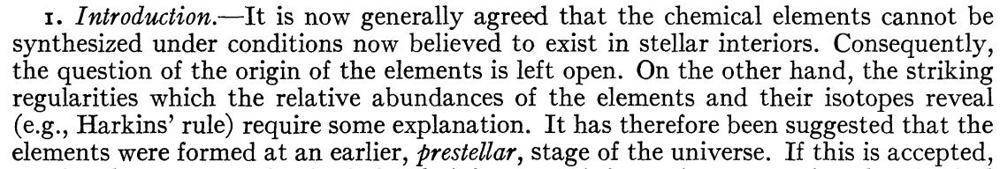 1. Introduction.—It is now generally agreed that the chemical elements cannot be
synthesized under conditions now believed to exist in stellar interiors. Consequently,
the question of the origin of the elements is left open. On the other hand, the striking
regularities which the relative abundances of the elements and their isotopes reveal
(e.g., Harkins’ rule) require some explanation. It has therefore been suggested that the
elements were formed at an earlier, prestellar, stage of the universe. If this is accepted,